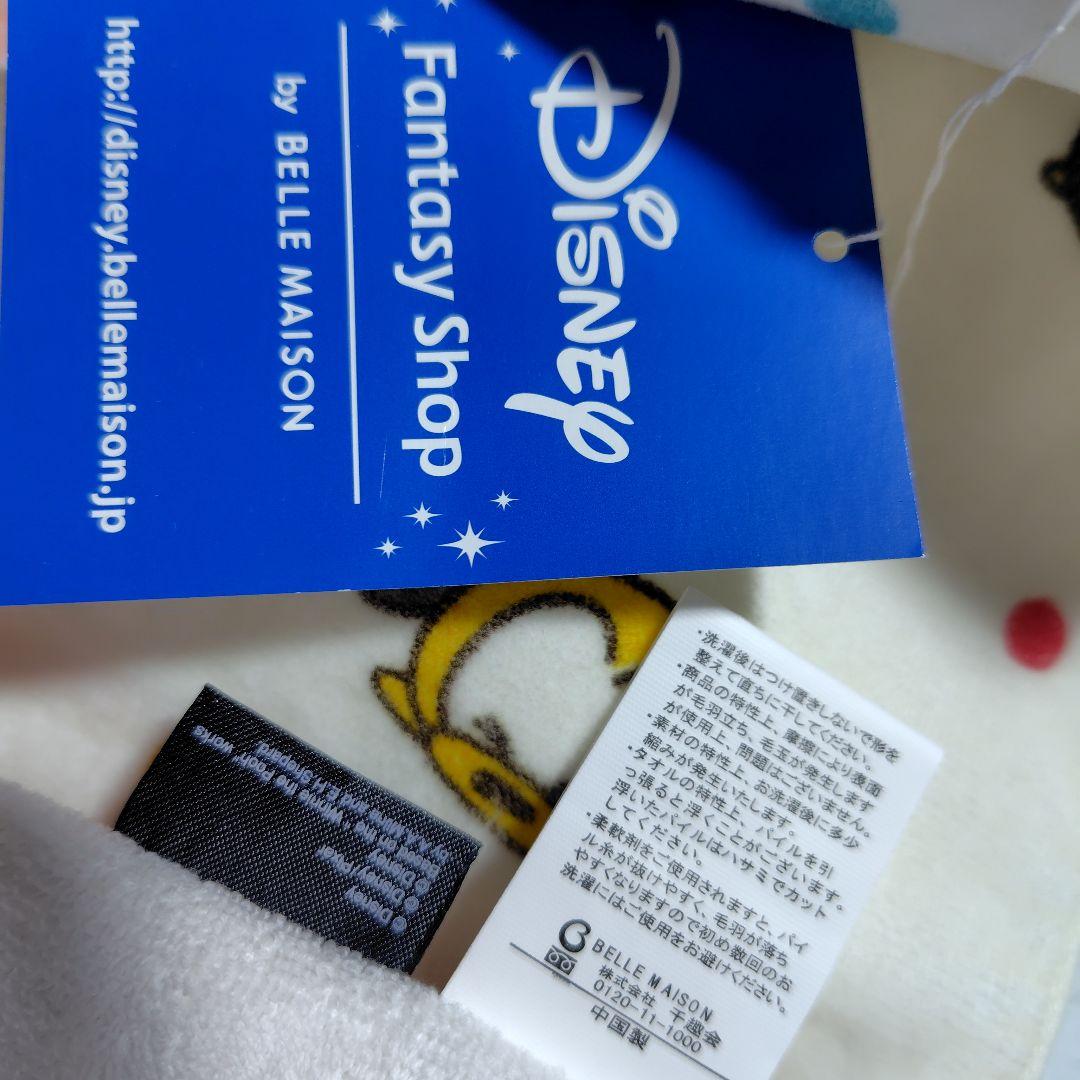 Disney
Fantasy Shop
by BELLE MAISON
http://disney.bellemaison.jp
・洗濯後はつけ置きしないで形を
整えて直ちに干してください。
・商品の特性上、摩擦により表面
が毛羽立ち、毛玉が発生します
が使用上、問題はございません。
・素材の特性上、お洗濯後に多少
縮みが発生いたします。
・タオルの特性上、パイルを引
っ張ると浮くことがございます。
浮いたパイルはハサミでカット
してください。
・柔軟剤をご使用されますと、パイ
ル糸が抜けやすく、毛羽が落ち
やすくなりますので初め数回のお
洗濯にはご使用をお避けください。
BELLE MAISON
株式会社 千趣会
0120-11-1000
中国製
© Disney
© Disney/Pixar
works